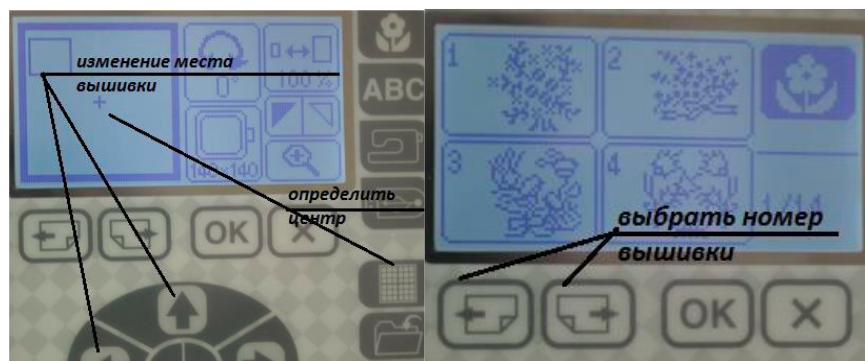 изменение места
вышивки
100%
0°
140×140
ABC
определить
центр
OK
1
2
3
4
1/14
выбрать номер
вышивки
OK